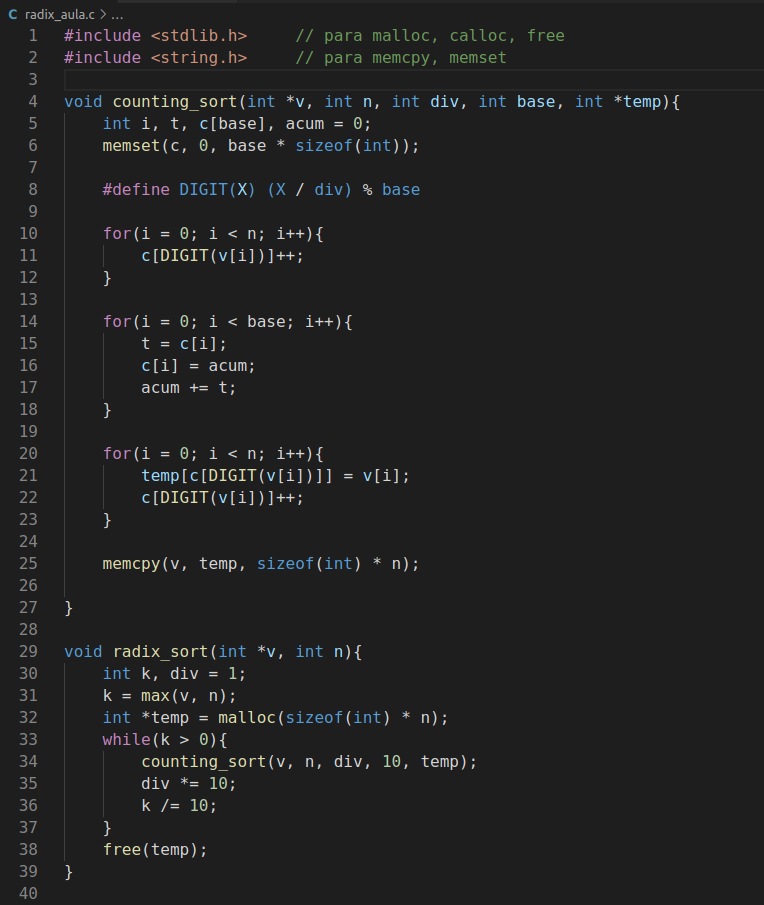 C radix_aula.c > ...
1 #include <stdlib.h>     // para malloc, calloc, free
2 #include <string.h>     // para memcpy, memset
3
4 void counting_sort(int *v, int n, int div, int base, int *temp){
5     int i, t, c[base], acum = 0;
6     memset(c, 0, base * sizeof(int));
7
8     #define DIGIT(X) (X / div) % base
9
10     for(i = 0; i < n; i++){
11         c[DIGIT(v[i])]++;
12     }
13
14     for(i = 0; i < base; i++){
15         t = c[i];
16         c[i] = acum;
17         acum += t;
18     }
19
20     for(i = 0; i < n; i++){
21         temp[c[DIGIT(v[i])]] = v[i];
22         c[DIGIT(v[i])]++;
23     }
24
25     memcpy(v, temp, sizeof(int) * n);
26
27 }
28
29 void radix_sort(int *v, int n){
30     int k, div = 1;
31     k = max(v, n);
32     int *temp = malloc(sizeof(int) * n);
33     while(k > 0){
34         counting_sort(v, n, div, 10, temp);
35         div *= 10;
36         k /= 10;
37     }
38     free(temp);
39 }
40